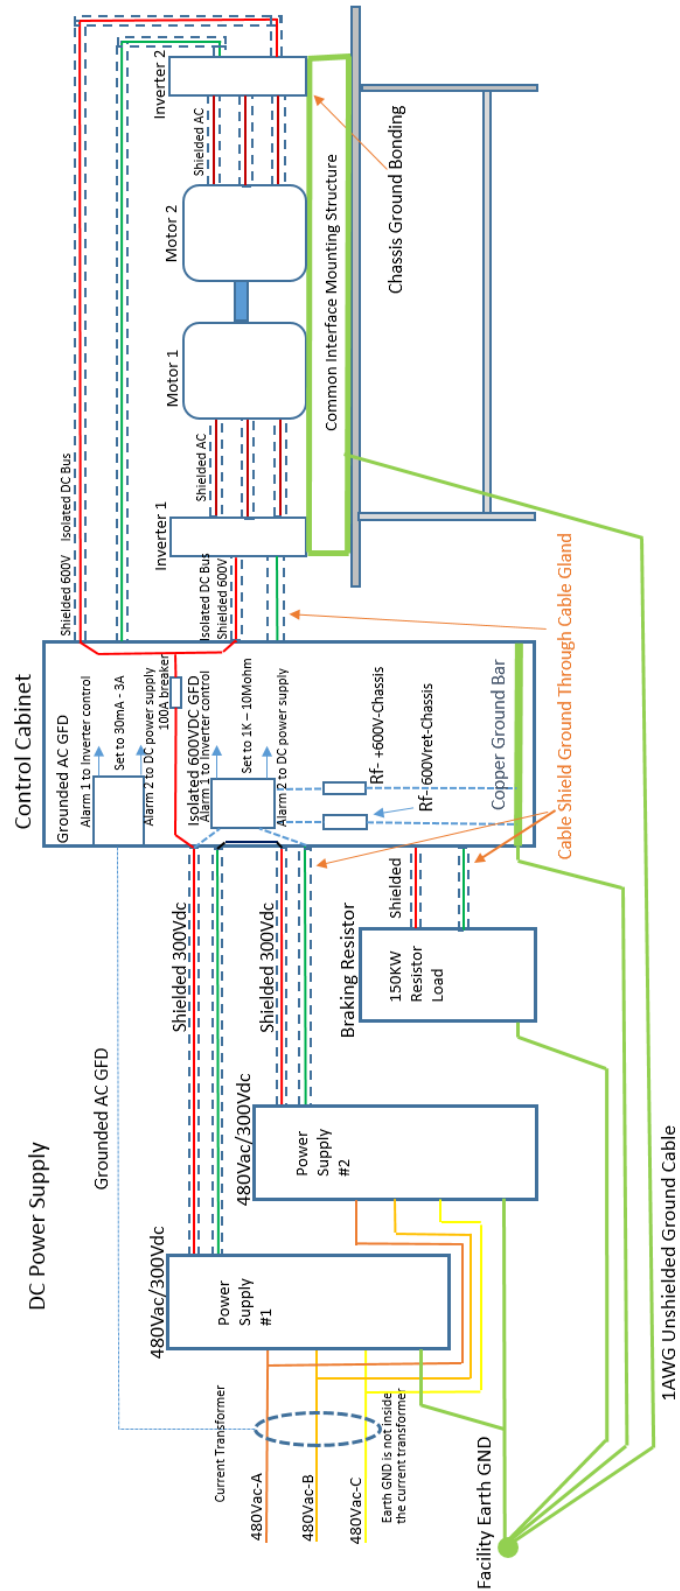 DC Power Supply
Control Cabinet
Grounded AC GFD
480Vac/300Vdc
Power
Supply
#1
480Vac/300Vdc
Power
Supply
#2
Current Transformer
480Vac-A
480Vac-B
480Vac-C
Earth GND is not inside
the current transformer
Facility Earth GND
Shielded 300Vdc
Shielded 300Vdc
Braking Resistor
150KW
Resistor
Load
Shielded
Grounded AC GFD
Alarm 1 to Inverter control
Set to 30mA - 3A
Alarm 2 to DC power supply
100A breaker
Isolated 600VDC GFD
Alarm 1 to Inverter control
Set to 1K – 10Mohm
Alarm 2 to DC power supply
Rf- +600V-Chassis
Rf- 600Vret-Chassis
Copper Ground Bar
Cable Shield Ground Through Cable Gland
1AWG Unshielded Ground Cable
Shielded 600V Isolated DC Bus
Isolated DC Bus
Shielded 600V
Inverter 1
Shielded AC
Motor 1
Motor 2
Shielded AC
Inverter 2
Common Interface Mounting Structure
Chassis Ground Bonding